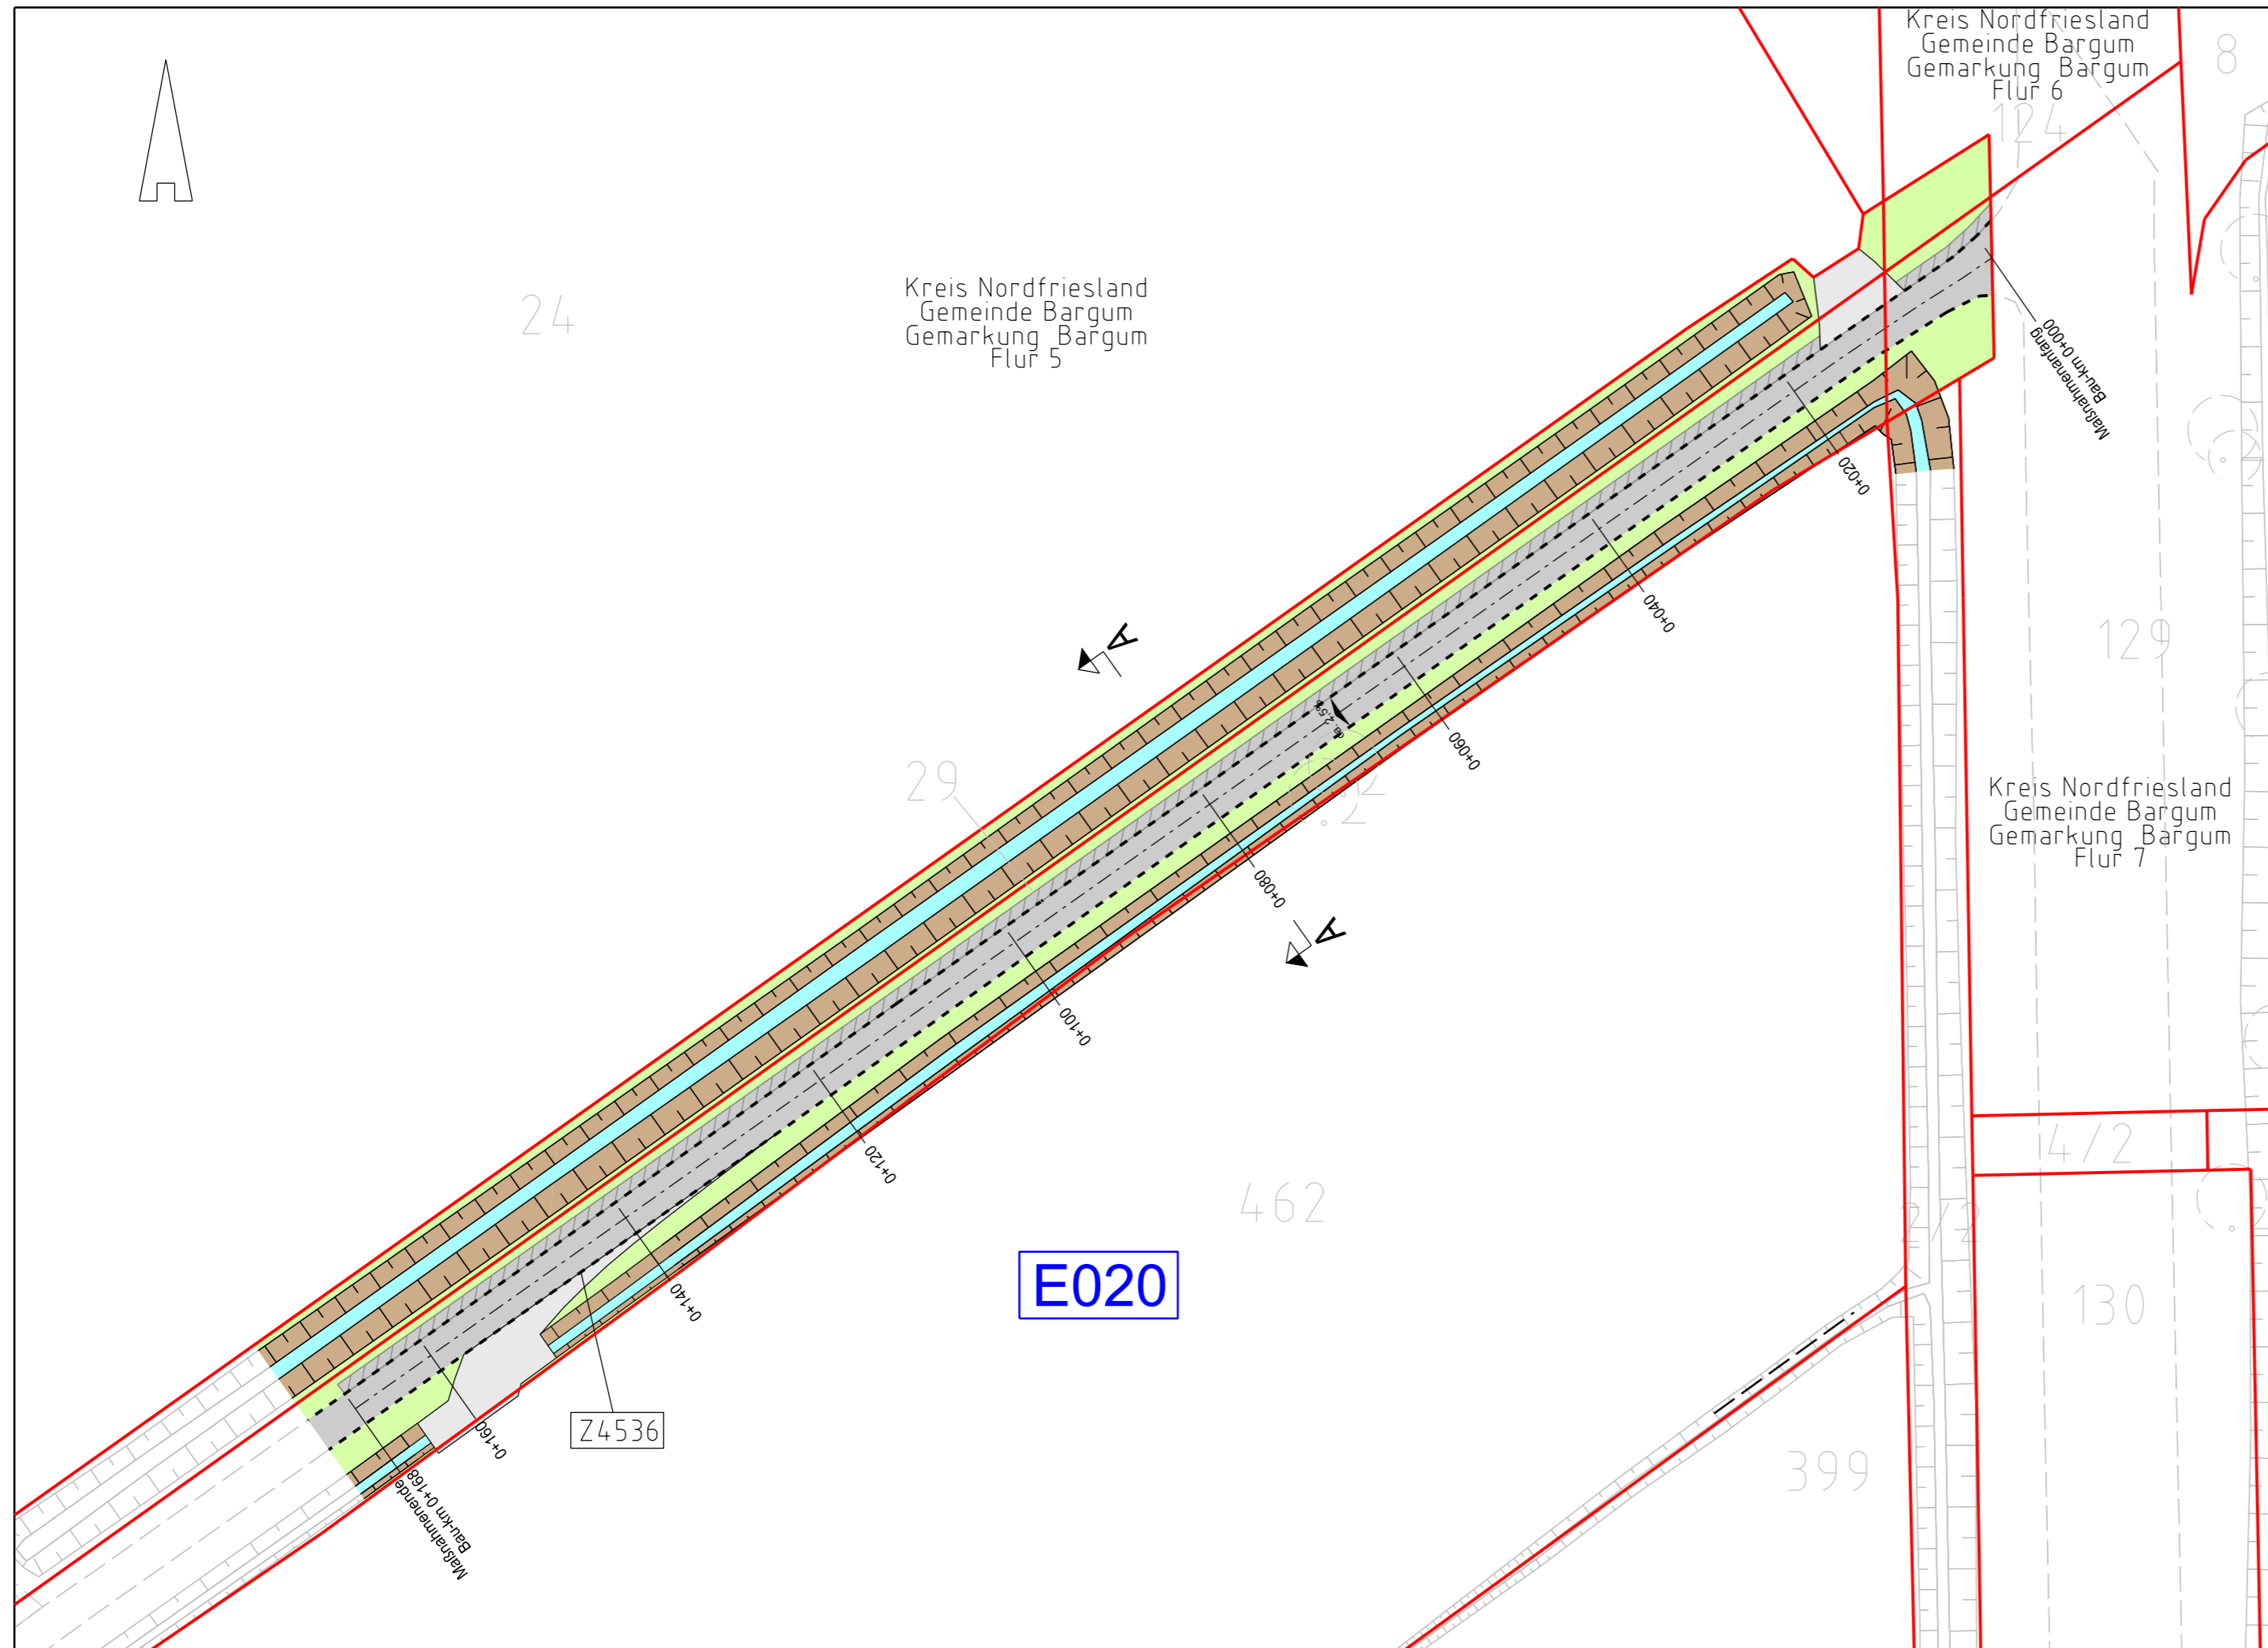 Kreis Nordfriesland
Gemeinde Bargum
Gemarkung Bargum
Flur 6
8
124
24
Kreis Nordfriesland
Gemeinde Bargum
Gemarkung Bargum
Flur 5
Maßnahmenanfang
Bau-km 0+000
0+020
0+040
0+060
0+080
0+100
0+120
0+140
0+160
Maßnahmenende
Bau-km 0+168
A
A
ca. 2,5%
29
129
Kreis Nordfriesland
Gemeinde Bargum
Gemarkung Bargum
Flur 7
4/2
2/2
462
E020
130
399
Z4536